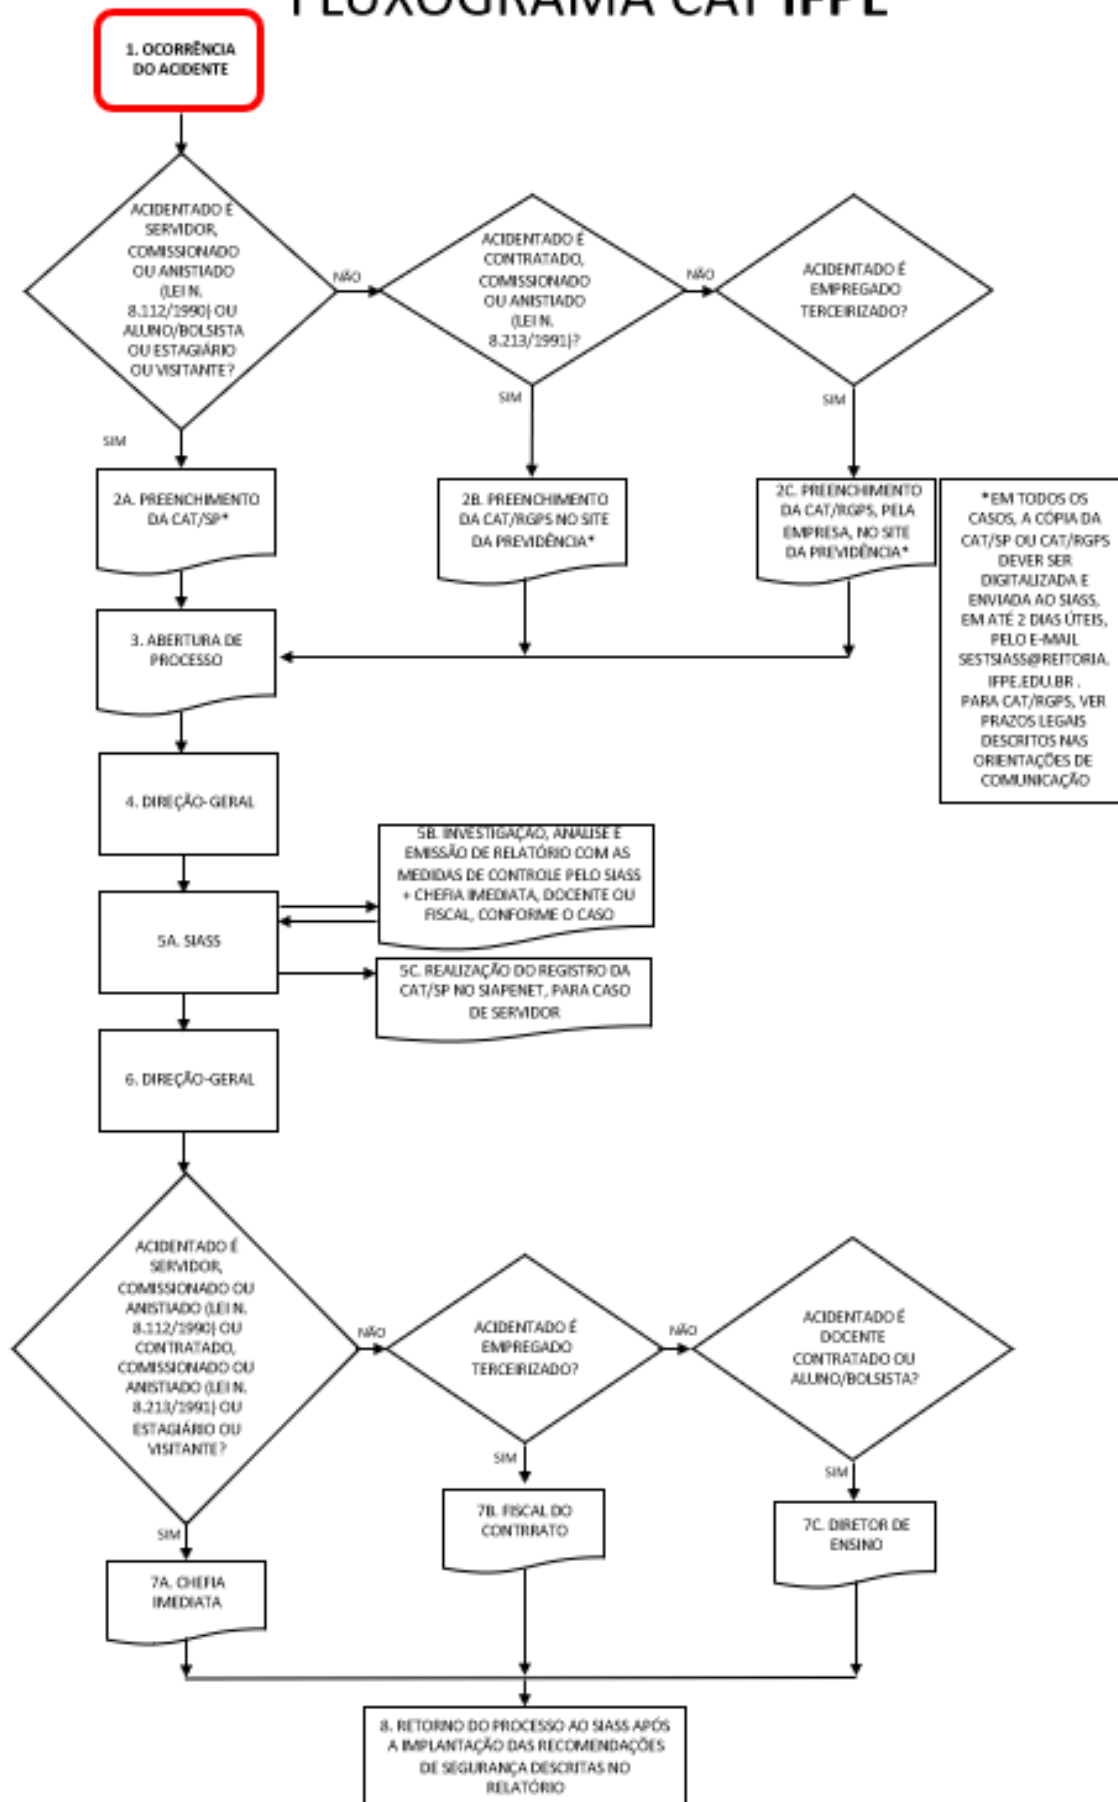 FLUXOGRAMA CAT IFPE
1. OCORRÊNCIA
DO ACIDENTE
ACIDENTADO É
SERVIDOR,
COMISSIONADO
OU ANISTIADO
(LEI N.
8.112/1990) OU
ALUNO/BOLSISTA
OU ESTAGIÁRIO
OU VISITANTE?
NÃO
ACIDENTADO É
CONTRATADO,
COMISSIONADO
OU ANISTIADO
(LEI N.
8.213/1991)?
NÃO
ACIDENTADO É
EMPREGADO
TERCEIRIZADO?
SIM
SIM
SIM
2A. PREENCHIMENTO
DA CAT/SP*
2B. PREENCHIMENTO
DA CAT/RGPS NO SITE
DA PREVIDÊNCIA*
2C. PREENCHIMENTO
DA CAT/RGPS, PELA
EMPRESA, NO SITE
DA PREVIDÊNCIA*
*EM TODOS OS
CASOS, A CÓPIA DA
CAT/SP OU CAT/RGPS
DEVER SER
DIGITALIZADA E
ENVIADA AO SIASS,
EM ATÉ 2 DIAS ÚTEIS,
PELO E-MAIL
SESTSIASS@REITORIA.
IFPE.EDU.BR .
PARA CAT/RGPS, VER
PRAZOS LEGAIS
DESCRITOS NAS
ORIENTAÇÕES DE
COMUNICAÇÃO
3. ABERTURA DE
PROCESSO
4. DIREÇÃO-GERAL
5A. SIASS
5B. INVESTIGAÇÃO, ANÁLISE E
EMISSÃO DE RELATÓRIO COM AS
MEDIDAS DE CONTROLE PELO SIASS
+ CHEFIA IMEDIATA, DOCENTE OU
FISCAL, CONFORME O CASO
5C. REALIZAÇÃO DO REGISTRO DA
CAT/SP NO SIAPENET, PARA CASO
DE SERVIDOR
6. DIREÇÃO-GERAL
ACIDENTADO É
SERVIDOR,
COMISSIONADO OU
ANISTIADO (LEI N.
8.112/1990) OU
CONTRATADO,
COMISSIONADO OU
ANISTIADO (LEI N.
8.213/1991) OU
ESTAGIÁRIO OU
VISITANTE?
NÃO
ACIDENTADO É
EMPREGADO
TERCEIRIZADO?
NÃO
ACIDENTADO É
DOCENTE
CONTRATADO OU
ALUNO/BOLSISTA?
SIM
SIM
SIM
7A. CHEFIA
IMEDIATA
7B. FISCAL DO
CONTRRATO
7C. DIRETOR DE
ENSINO
8. RETORNO DO PROCESSO AO SIASS APÓS
A IMPLANTAÇÃO DAS RECOMENDAÇÕES
DE SEGURANÇA DESCRITAS NO
RELATÓRIO